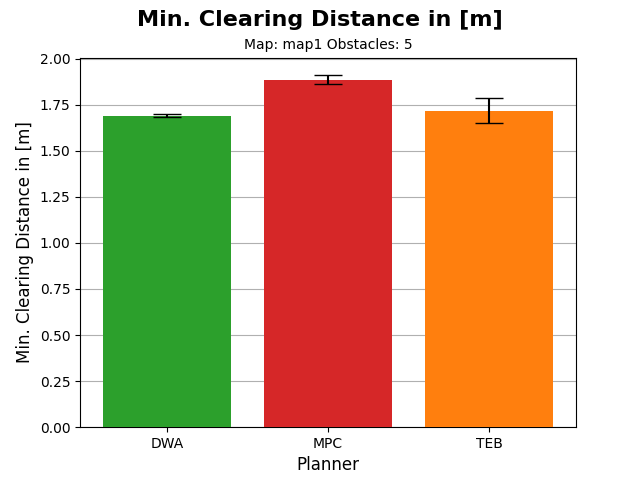 Min. Clearing Distance in [m]
Map: map1 Obstacles: 5
Min. Clearing Distance in [m]
2.00
1.75
1.50
1.25
1.00
0.75
0.50
0.25
0.00
DWA
MPC
TEB
Planner